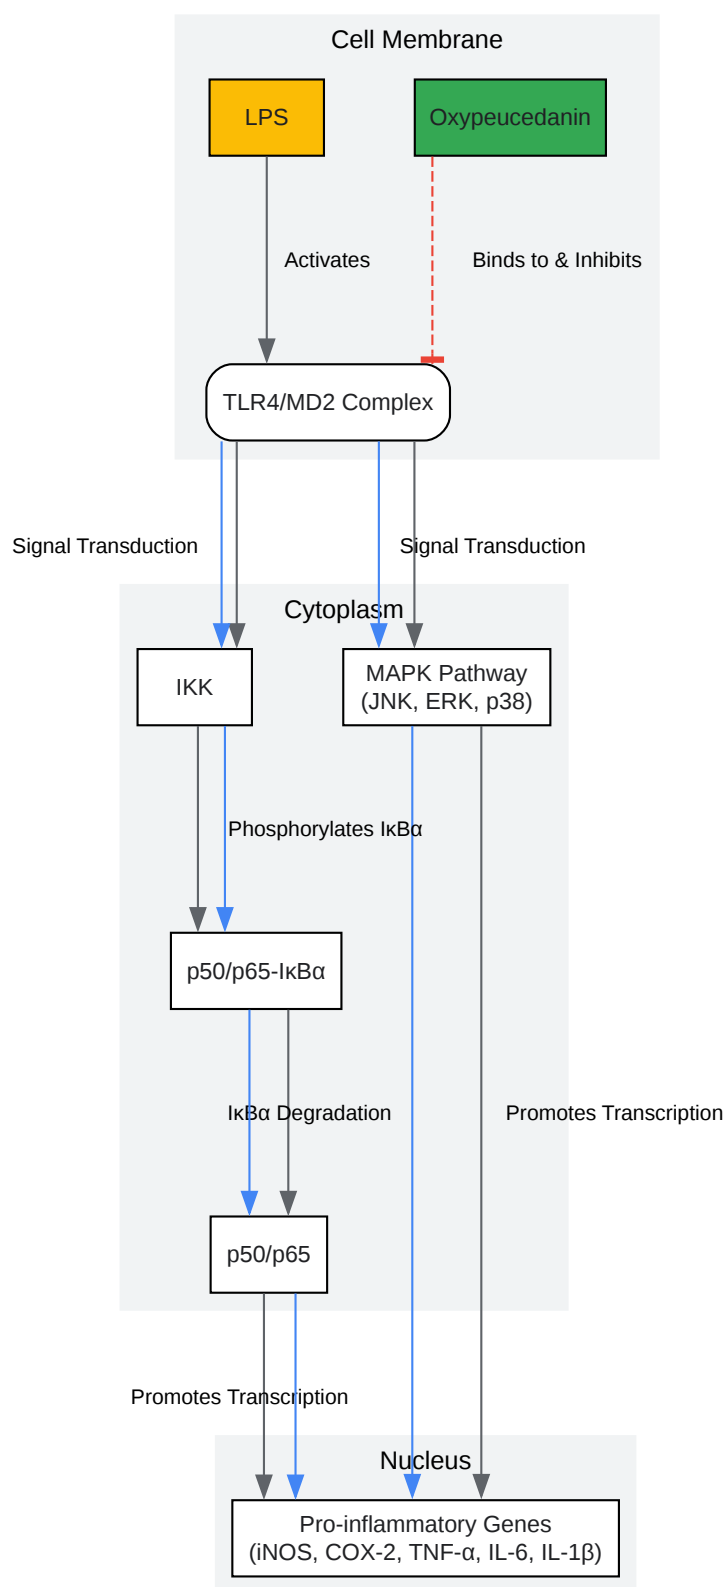 Cell Membrane
LPS
Oxypeucedanin
Activates
Binds to & Inhibits
TLR4/MD2 Complex
Signal Transduction
Signal Transduction
Cytoplasm
IKK
MAPK Pathway
(JNK, ERK, p38)
Phosphorylates IκBα
p50/p65-IκBα
IκBα Degradation
Promotes Transcription
p50/p65
Promotes Transcription
Nucleus
Pro-inflammatory Genes
(iNOS, COX-2, TNF-α, IL-6, IL-1β)